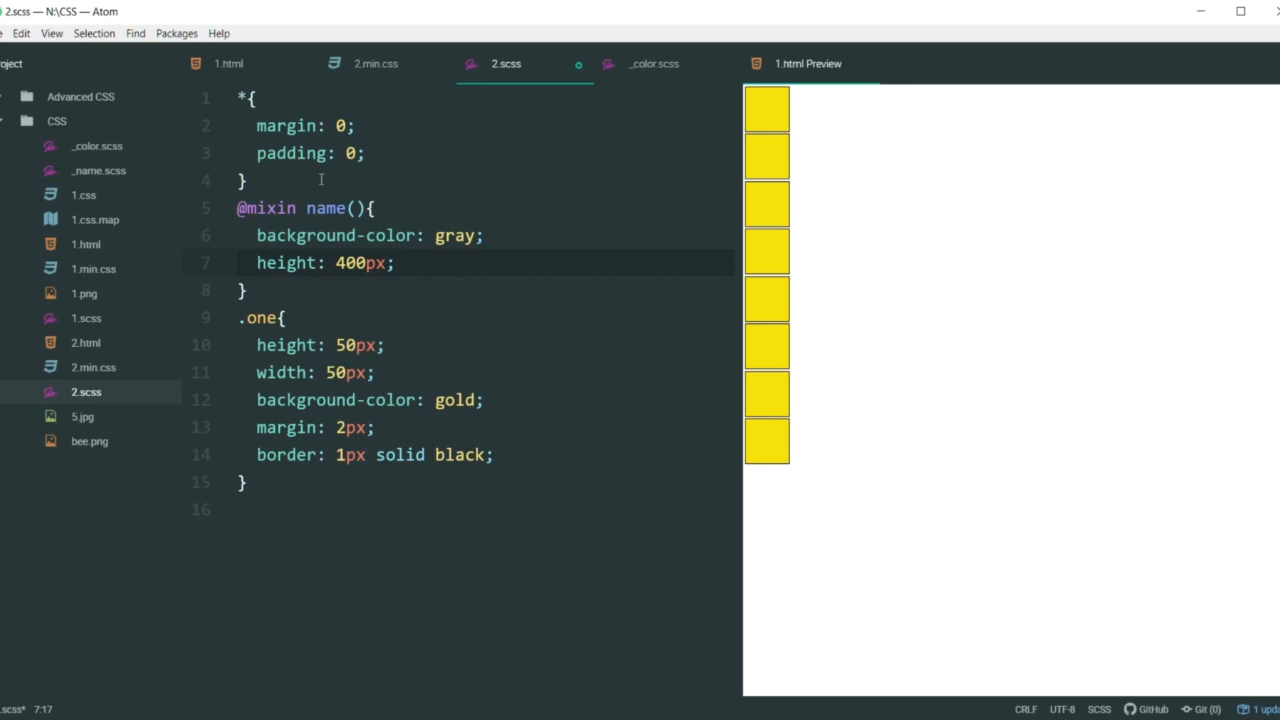 2.scss — N:\CSS — Atom
Edit View Selection Find Packages Help
roject
1.html
2.min.css
2.scss
_color.scss
1.html Preview
Advanced CSS
CSS
_color.scss
_name.scss
1.css
1.css.map
1.html
1.min.css
1.png
1.scss
2.html
2.min.css
2.scss
5.jpg
bee.png
1 *{
2 margin: 0;
3 padding: 0;
4 }
5 @mixin name(){
6 background-color: gray;
7 height: 400px;
8 }
9 .one{
10 height: 50px;
11 width: 50px;
12 background-color: gold;
13 margin: 2px;
14 border: 1px solid black;
15 }
16
.scss* 7:17
CRLF UTF-8 SCSS GitHub Git (0) 1 upda